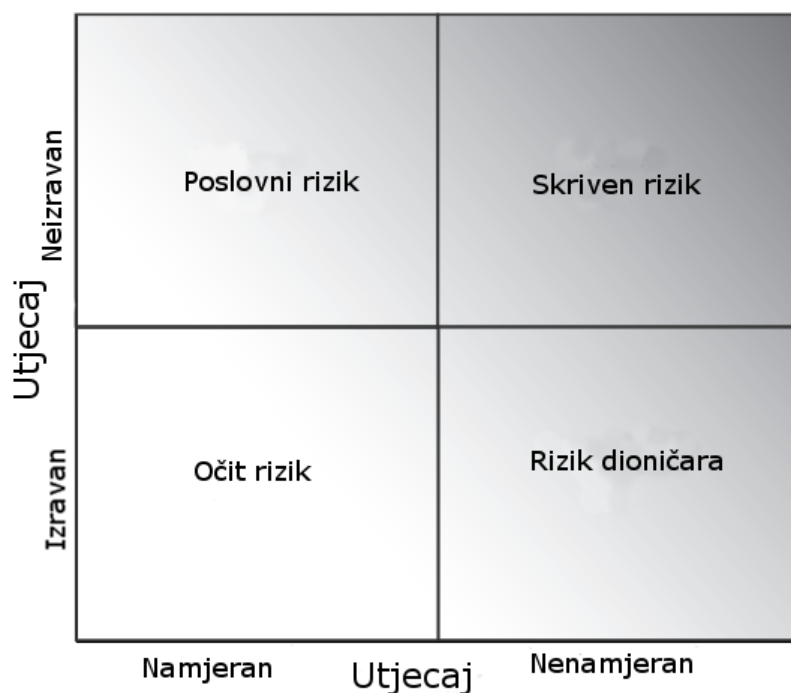 Neizravan
Poslovni rizik
Skriven rizik
Utjecaj
Izravan
Očit rizik
Rizik dioničara
Namjeran
Utjecaj
Nenamjeran